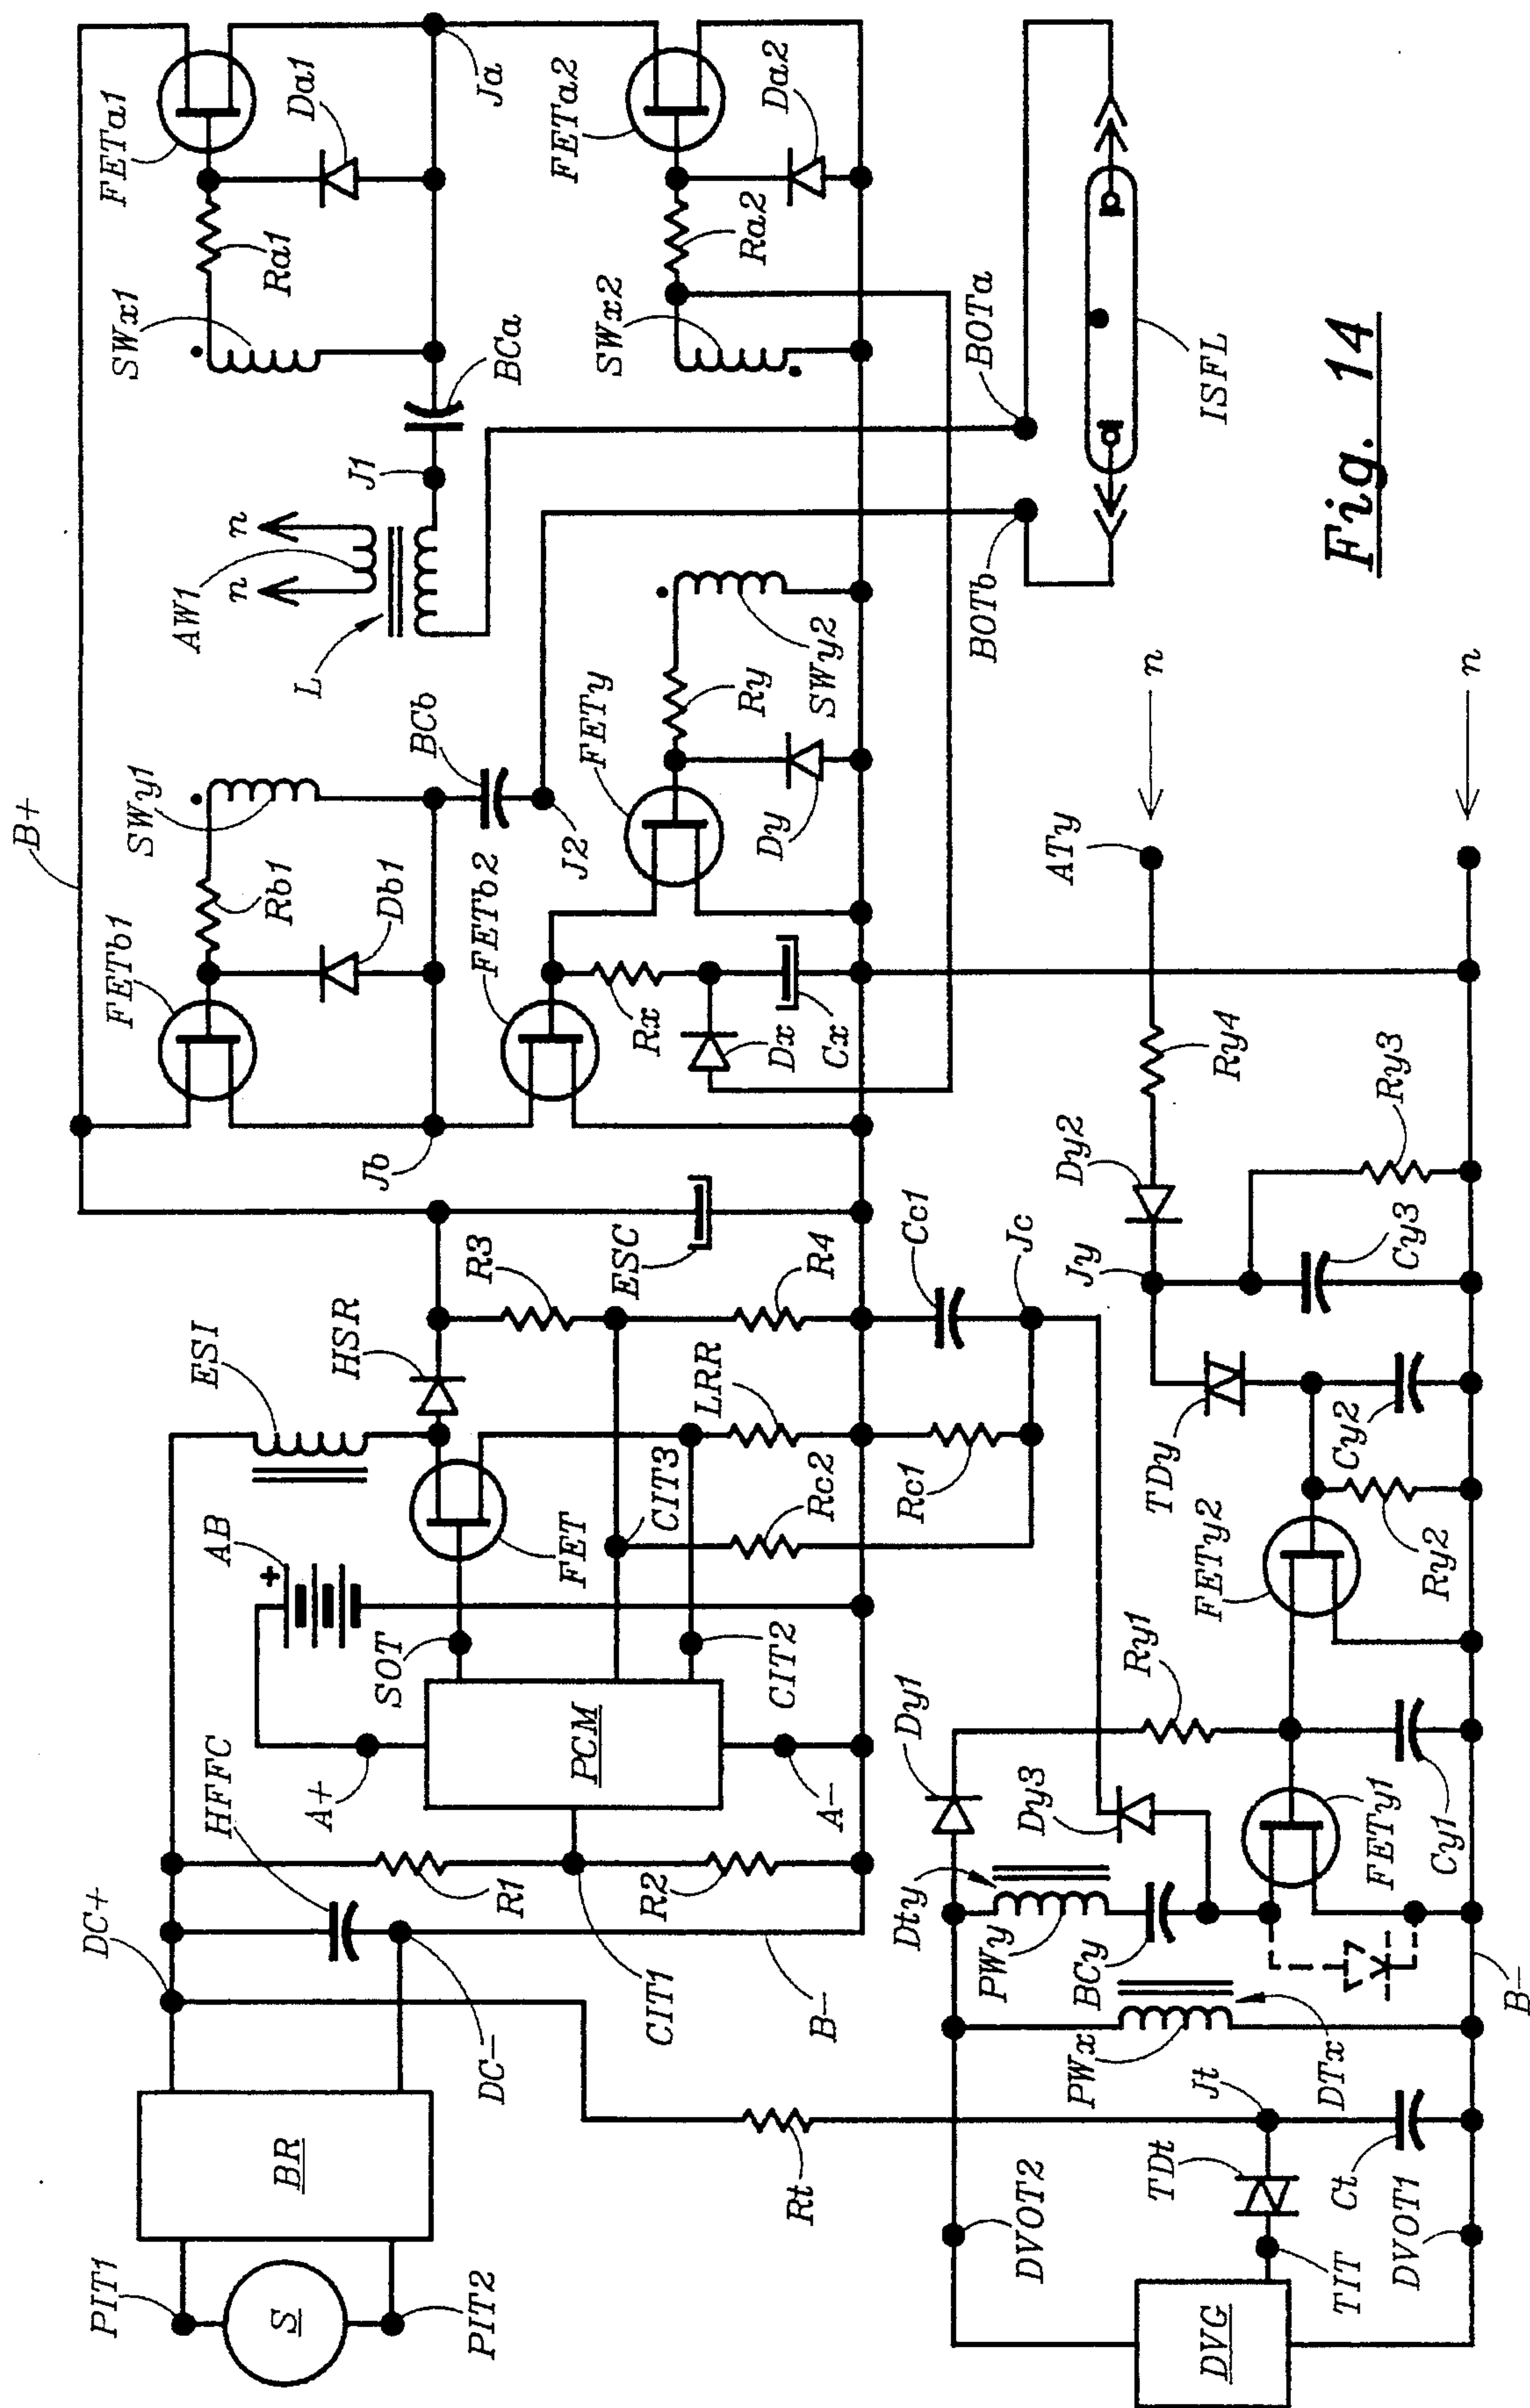 PIT1
S
PIT2
BR
DC+
HFFC
DC−
R1
R2
CIT1
B−
A+
A−
PCM
AB
+
SOT
CIT2
FET
CIT3
ESI
HSR
LRR
Rc2
Rc1
R3
R4
ESC
Cc1
Jc
B+
FETb1
Rb1
SWy1
Db1
Jb
FETb2
BCb
J2
Rx
Dx
Cx
FETy
Ry
SWy2
Dy
L
AW1
n
n
J1
BCa
SWx1
Ra1
FETa1
Da1
Ja
SWx2
Ra2
FETa2
Da2
BOTb
BOTa
ISFL
DVG
DVOT2
TIT
DVOT1
Rt
TDt
Jt
Ct
PWx
DTx
Dty
PWy
BCy
B−
Dy1
Dy3
FETy1
Cy1
Ry1
FETy2
Ry2
TDy
Cy2
Jy
Dy2
Cy3
Ry3
Ry4
ATy
n
n
Fig. 14